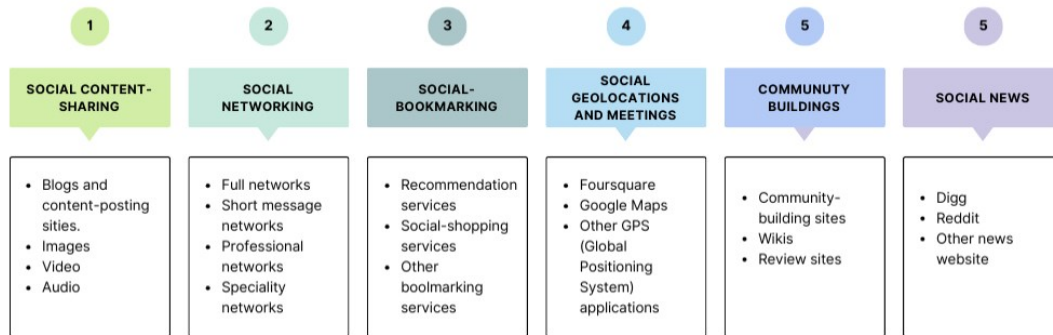 1
SOCIAL CONTENT-
SHARING
• Blogs and
content-posting
sities.
• Images
• Video
• Audio
2
SOCIAL
NETWORKING
• Full networks
• Short message
networks
• Professional
networks
• Speciality
networks
3
SOCIAL-
BOOKMARKING
• Recommendation
services
• Social-shopping
services
• Other
boolmarking
services
4
SOCIAL
GEOLOCATIONS
AND MEETINGS
• Foursquare
• Google Maps
• Other GPS
(Global
Positioning
System)
applications
5
COMMUNITY
BUILDINGS
• Community-
building sites
• Wikis
• Review sites
5
SOCIAL NEWS
• Digg
• Reddit
• Other news
website